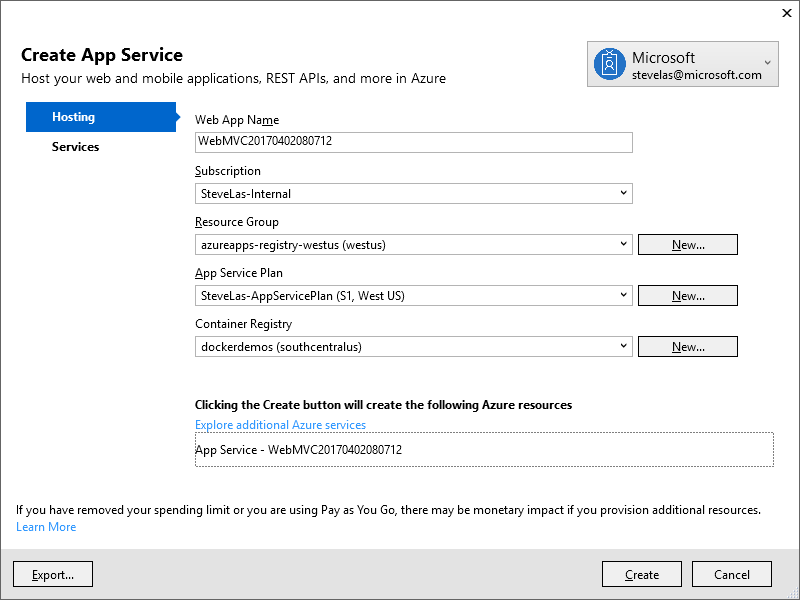 Create App Service
Host your web and mobile applications, REST APIs, and more in Azure
Microsoft
stevelas@microsoft.com
Hosting
Services
Web App Name
WebMVC20170402080712
Subscription
SteveLas-Internal
Resource Group
azureapps-registry-westus (westus)
New...
App Service Plan
SteveLas-AppServicePlan (S1, West US)
New...
Container Registry
dockerdemos (southcentralus)
New...
Clicking the Create button will create the following Azure resources
Explore additional Azure services
App Service - WebMVC20170402080712
If you have removed your spending limit or you are using Pay as You Go, there may be monetary impact if you provision additional resources.
Learn More
Export...
Create
Cancel